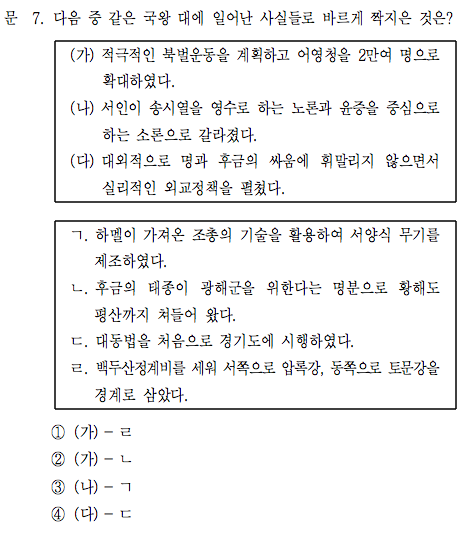 문 7. 다음 중 같은 국왕 대에 일어난 사실들로 바르게 짝지은 것은?
(가) 적극적인 북벌운동을 계획하고 어영청을 2만여 명으로
확대하였다.
(나) 서인이 송시열을 영수로 하는 노론과 윤증을 중심으로
하는 소론으로 갈라졌다.
(다) 대외적으로 명과 후금의 싸움에 휘말리지 않으면서
실리적인 외교정책을 펼쳤다.
ㄱ. 하멜이 가져온 조총의 기술을 활용하여 서양식 무기를
제조하였다.
ㄴ. 후금의 태종이 광해군을 위한다는 명분으로 황해도
평산까지 쳐들어 왔다.
ㄷ. 대동법을 처음으로 경기도에 시행하였다.
ㄹ. 백두산정계비를 세워 서쪽으로 압록강, 동쪽으로 토문강을
경계로 삼았다.
① (가) - ㄹ
② (가) - ㄴ
③ (나) - ㄱ
④ (다) - ㄷ